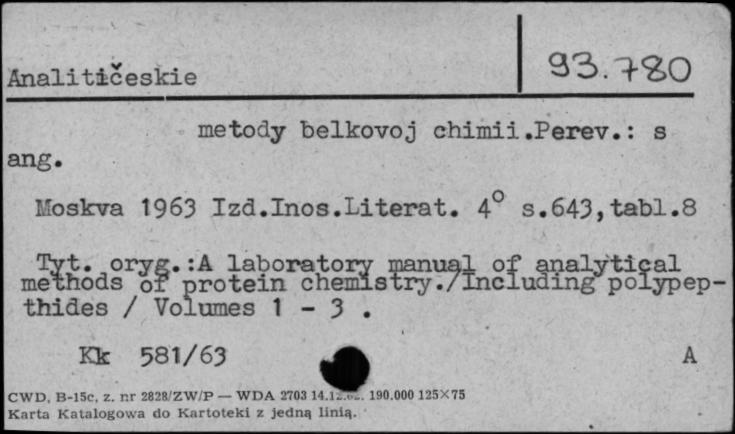 Analitičeskie 93.780
metody belkovoj chimii.Perev.: s
ang.
Moskva 1963 Izd.Inos.Literat. 4° s.643,tabl.8
Tyt. oryg.:A laboratory manual of analytical
methods of protein chemistry./Including polypep-
thides / Volumes 1 - 3 .
Kk 581/63 A
CWD, B-15c, z. nr 2828/ZW/P — WDA 2703 190.000 125×75
Karta Katalogowa do Kartoteki z jedną linią.